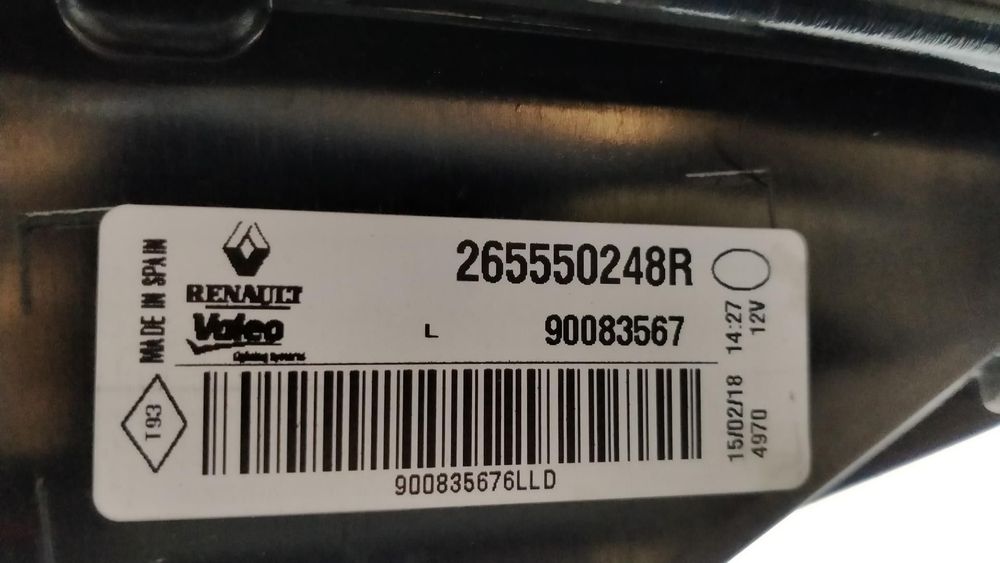 MADE IN SPAIN
RENAULT
Valeo
Lighting Systems
265550248R
L
90083567
14:27
12V
15/02/18
4970
T93
900835676LLD